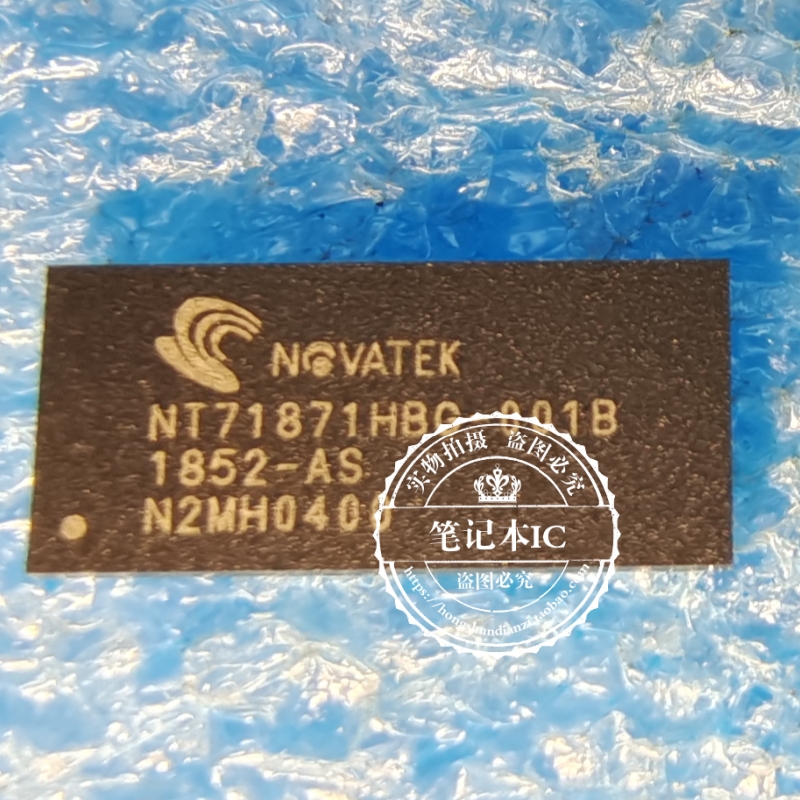 NOVATEK
NT71871HBG-001B
1852-AS
N2MH0400
实物拍摄 盗图必究
笔记本IC
盗图必究